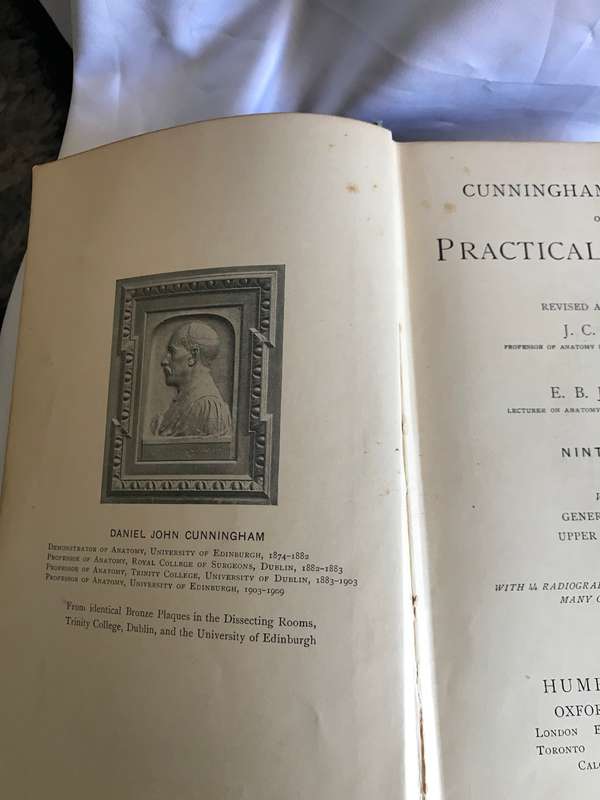 DANIEL JOHN CUNNINGHAM
DEMONSTRATOR OF ANATOMY, UNIVERSITY OF EDINBURGH, 1874–1882
PROFESSOR OF ANATOMY, ROYAL COLLEGE OF SURGEONS, DUBLIN, 1882–1883
PROFESSOR OF ANATOMY, TRINITY COLLEGE, UNIVERSITY OF DUBLIN, 1883–1903
PROFESSOR OF ANATOMY, UNIVERSITY OF EDINBURGH, 1903–1909
From identical Bronze Plaques in the Dissecting Rooms,
Trinity College, Dublin, and the University of Edinburgh
CUNNINGHAM
O
PRACTICAL
REVISED A
J. C.
PROFESSOR OF ANATOMY
E. B. J
LECTURER ON ANATOMY
NINT
GENER
UPPER
WITH 44 RADIOGRA
MANY O
HUMP
OXFOR
LONDON E
TORONTO
CALC